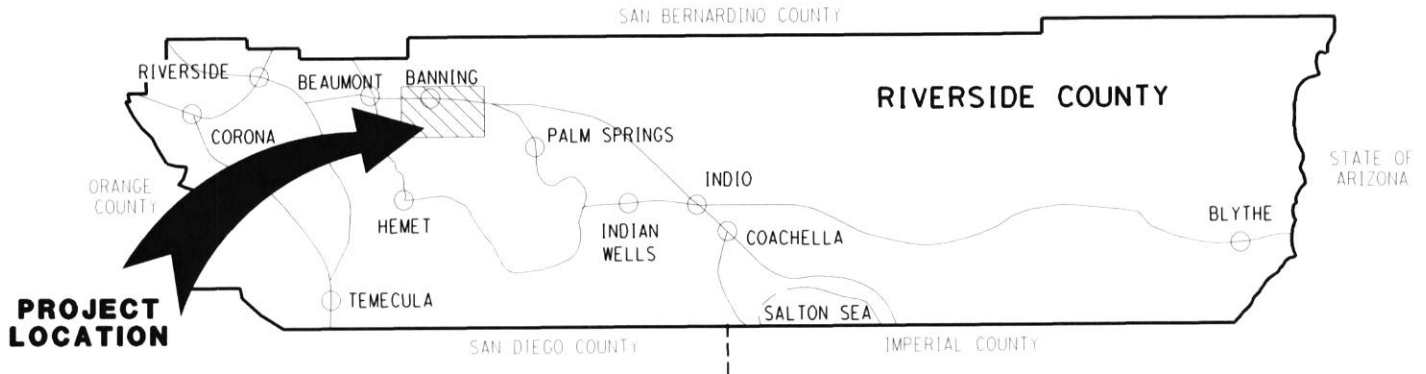 SAN BERNARDINO COUNTY
RIVERSIDE
BEAUMONT
BANNING
RIVERSIDE COUNTY
CORONA
PALM SPRINGS
STATE OF
ARIZONA
ORANGE
COUNTY
INDIO
HEMET
INDIAN
WELLS
COACHELLA
BLYTHE
PROJECT
LOCATION
TEMECULA
SALTON SEA
SAN DIEGO COUNTY
IMPERIAL COUNTY